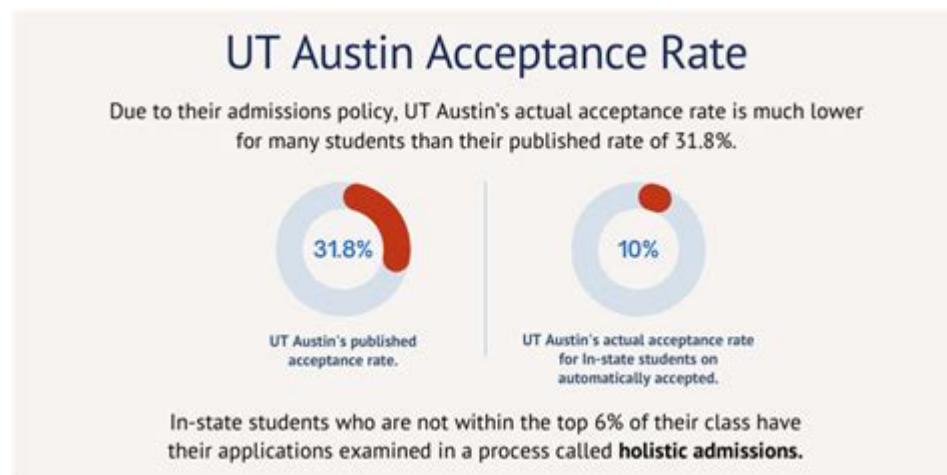 UT Austin Acceptance Rate
Due to their admissions policy, UT Austin's actual acceptance rate is much lower
for many students than their published rate of 31.8%.
31.8%
UT Austin's published
acceptance rate.
10%
UT Austin's actual acceptance rate
for In-state students on
automatically accepted.
In-state students who are not within the top 6% of their class have
their applications examined in a process called holistic admissions.